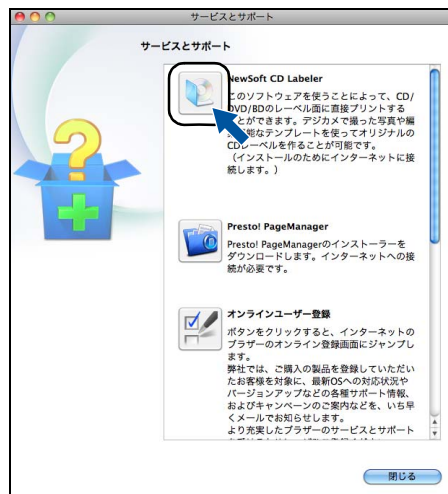 サービスとサポート
サービスとサポート
NewSoft CD Labeler
このソフトウェアを使うことによって、CD/
DVD/BDのレーベル面に直接プリントする
ことができます。デジカメで撮った写真や編
可能なテンプレートを使ってオリジナルの
CDレーベルを作ることが可能です。
（インストールのためにインターネットに接
続します。）
Presto! PageManager
Presto! PageManagerのインストーラーを
ダウンロードします。インターネットへの接
続が必要です。
オンラインユーザー登録
ボタンをクリックすると、インターネットの
ブラザーのオンライン登録画面にジャンプし
ます。
弊社では、ご購入の製品を登録していただい
たお客様を対象に、最新OSへの対応状況や
バージョンアップなどの各種サポート情報、
およびキャンペーンのご案内などを、いち早
くメールでお知らせします。
より充実したブラザーのサービスとサポート
閉じる